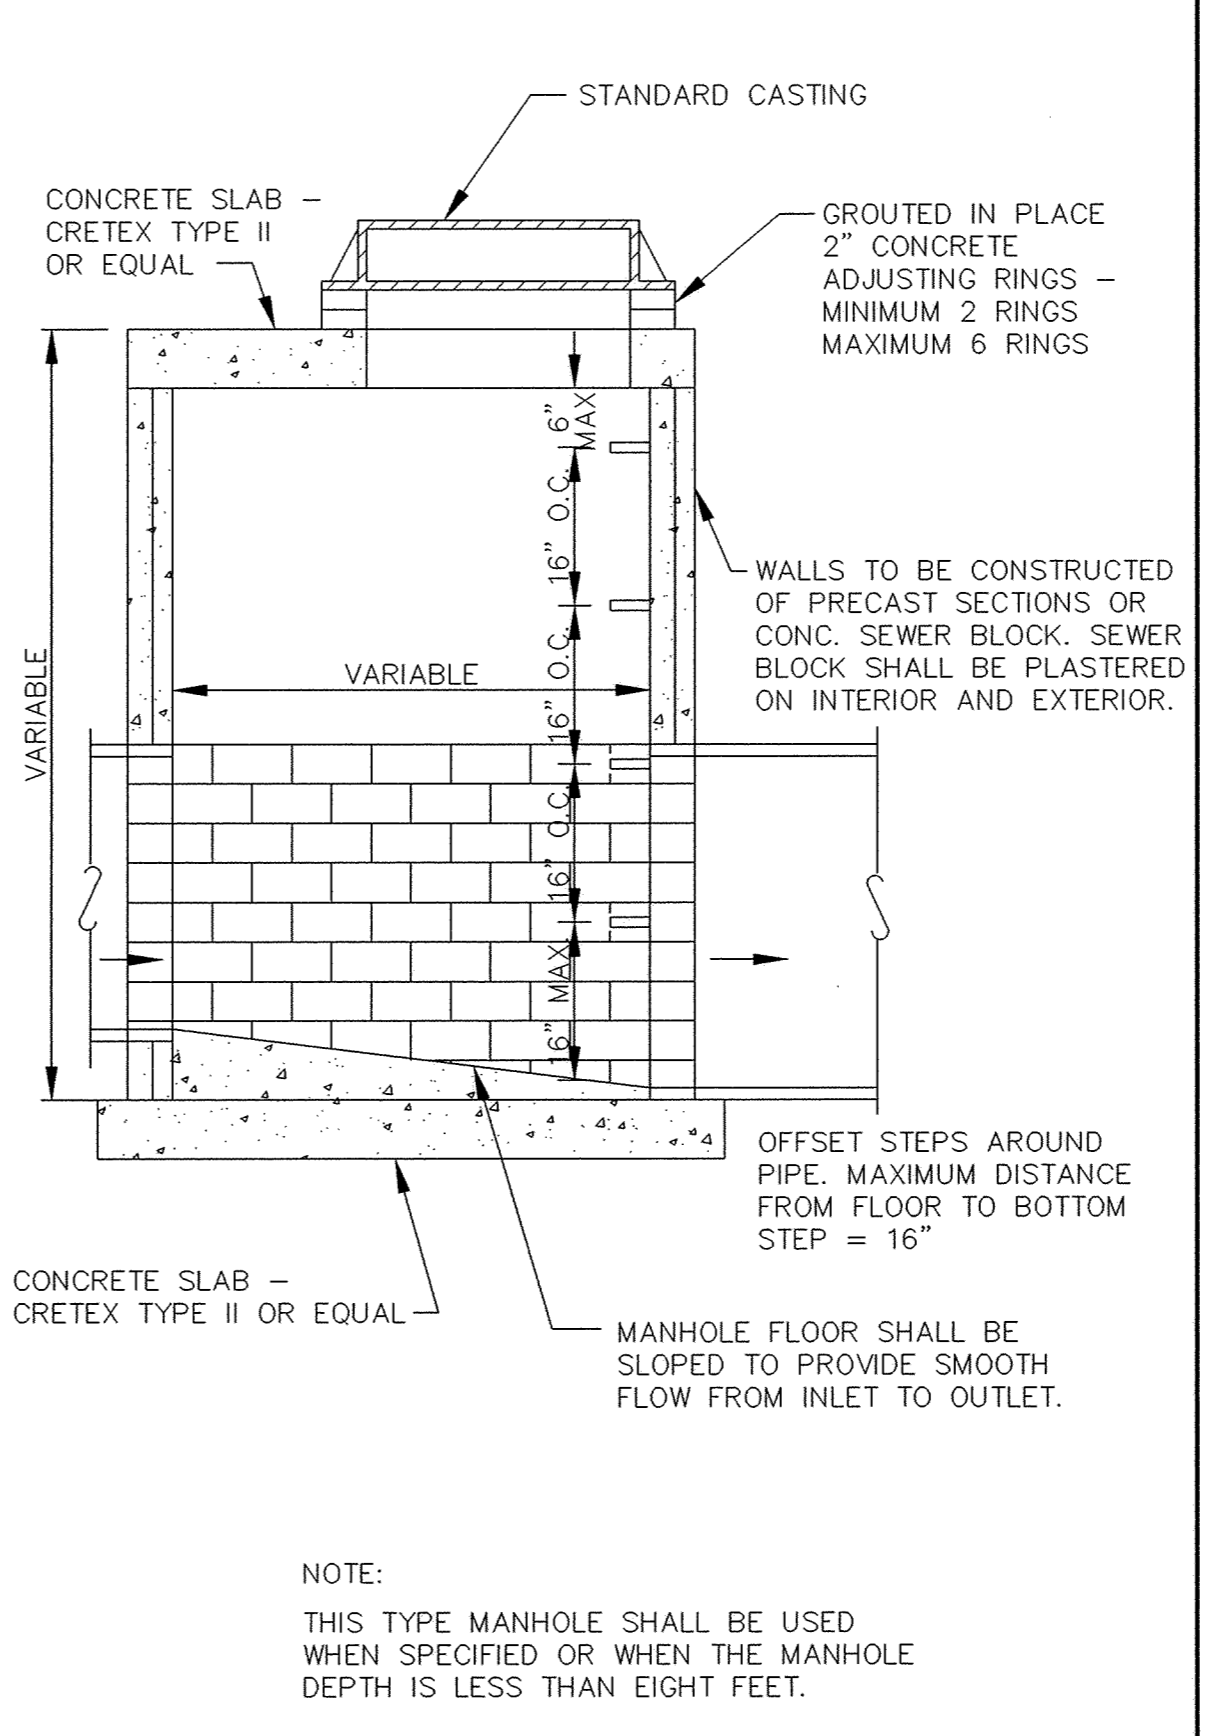 STANDARD CASTING
CONCRETE SLAB –
CRETEX TYPE II
OR EQUAL
GROUTED IN PLACE
2" CONCRETE
ADJUSTING RINGS –
MINIMUM 2 RINGS
MAXIMUM 6 RINGS
6"
MAX
16" O.C.
16" O.C.
16" O.C.
16" MAX.
WALLS TO BE CONSTRUCTED
OF PRECAST SECTIONS OR
CONC. SEWER BLOCK. SEWER
BLOCK SHALL BE PLASTERED
ON INTERIOR AND EXTERIOR.
VARIABLE
VARIABLE
OFFSET STEPS AROUND
PIPE. MAXIMUM DISTANCE
FROM FLOOR TO BOTTOM
STEP = 16"
CONCRETE SLAB –
CRETEX TYPE II OR EQUAL
MANHOLE FLOOR SHALL BE
SLOPED TO PROVIDE SMOOTH
FLOW FROM INLET TO OUTLET.
NOTE:
THIS TYPE MANHOLE SHALL BE USED
WHEN SPECIFIED OR WHEN THE MANHOLE
DEPTH IS LESS THAN EIGHT FEET.